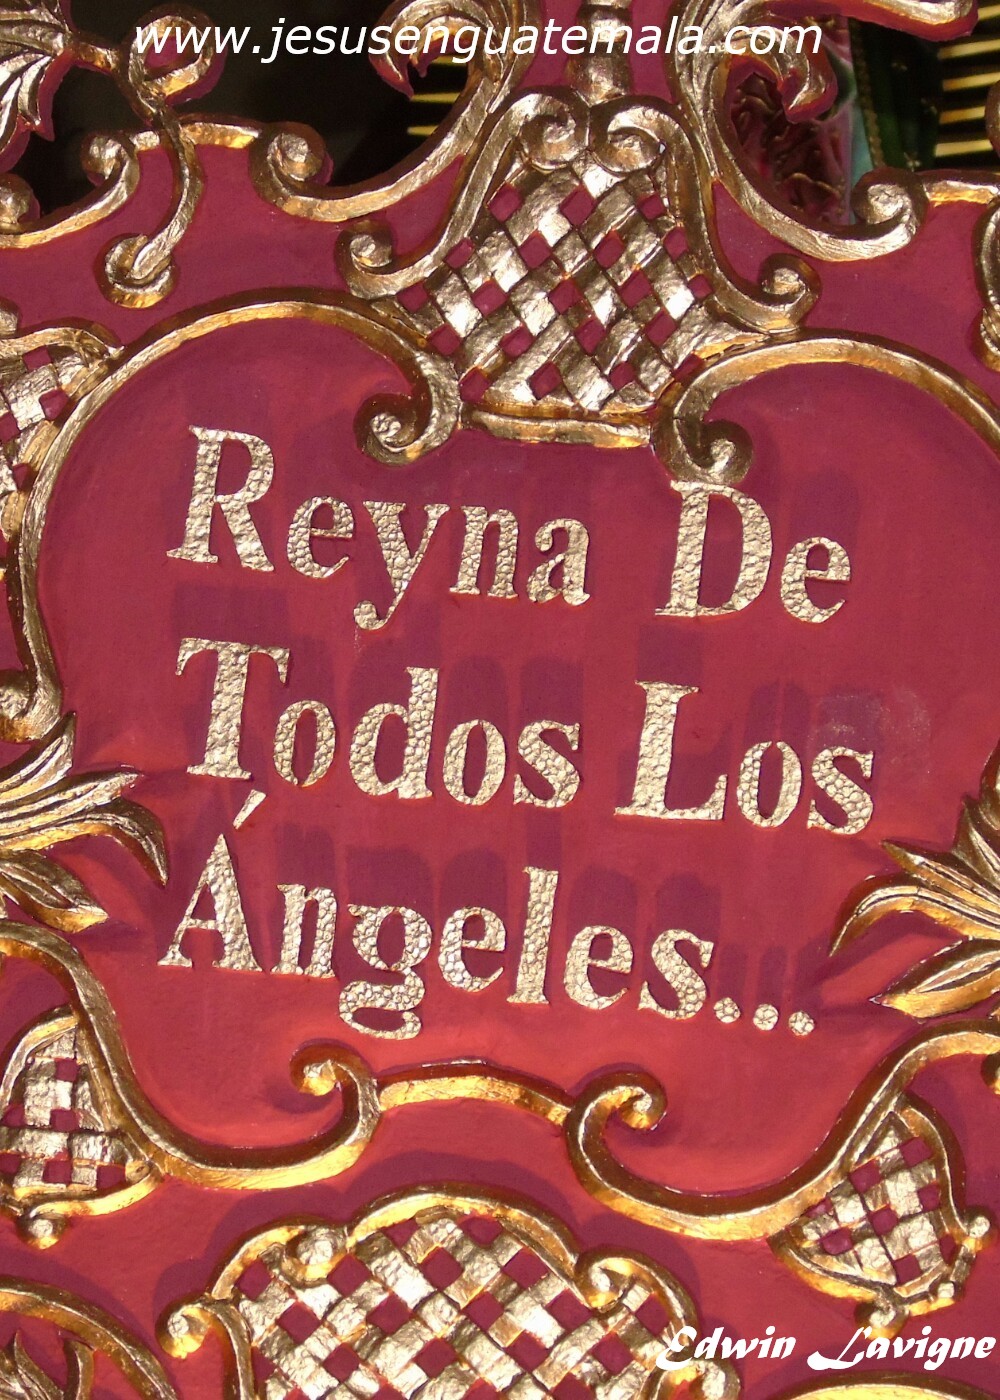 www.jesusenguatemala.com
Reyna De
Todos Los
Ángeles...
Edwin Lavigne